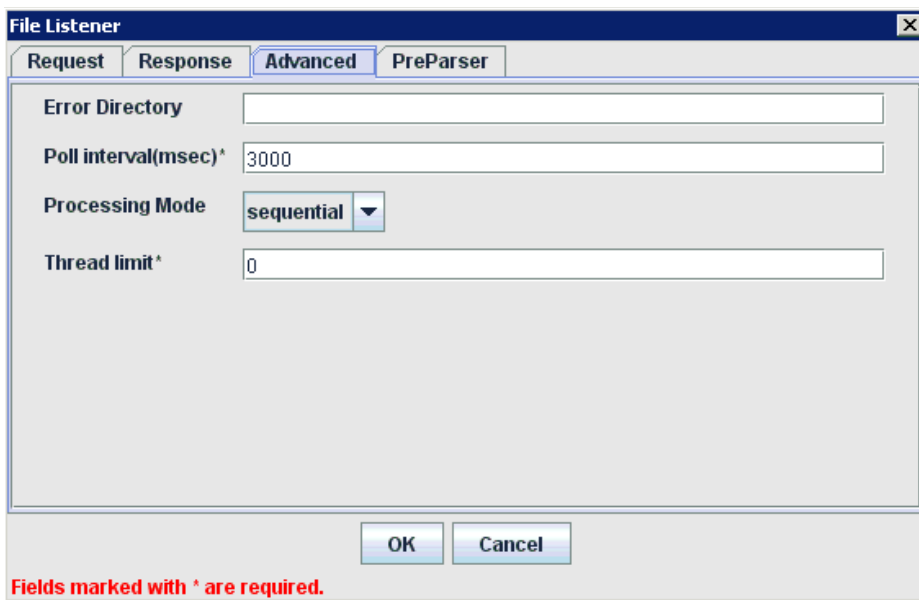 File Listener
Request Response Advanced PreParser
Error Directory
Poll interval(msec)* 3000
Processing Mode sequential
Thread limit* 0
OK Cancel
Fields marked with * are required.